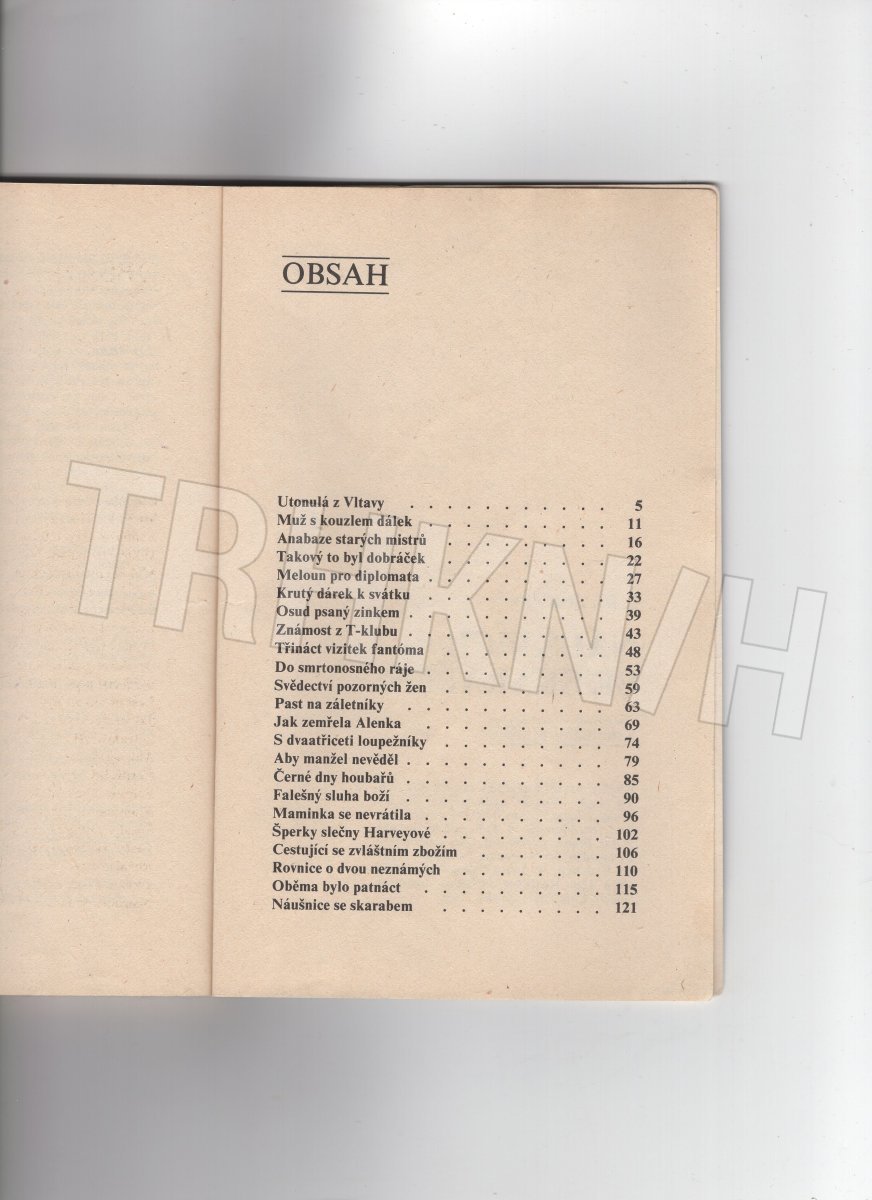 OBSAH
Utonulá z Vltavy . . . . . . . . . . . 5
Muž s kouzlem dálek . . . . . . . . . . 11
Anabaze starých mistrů . . . . . . . . . 16
Takový to byl dobráček . . . . . . . . . 22
Meloun pro diplomata . . . . . . . . . . 27
Krutý dárek k svátku . . . . . . . . . . 33
Osud psaný zinkem . . . . . . . . . . . 39
Známost z T-klubu . . . . . . . . . . . 43
Třináct vizitek fantóma . . . . . . . . . 48
Do smrtonosného ráje . . . . . . . . . . 53
Svědectví pozorných žen . . . . . . . . . 59
Past na záletníky . . . . . . . . . . . 63
Jak zemřela Alenka . . . . . . . . . . 69
S dvaatřiceti loupežníky . . . . . . . . . 74
Aby manžel nevěděl . . . . . . . . . . . 79
Černé dny houbařů . . . . . . . . . . . 85
Falešný sluha boží . . . . . . . . . . . 90
Maminka se nevrátila . . . . . . . . . . 96
Šperky slečny Harveyové . . . . . . . . . 102
Cestující se zvláštním zbožím . . . . . . . 106
Rovnice o dvou neznámých . . . . . . . . 110
Oběma bylo patnáct . . . . . . . . . . 115
Náušnice se skarabem . . . . . . . . . 121